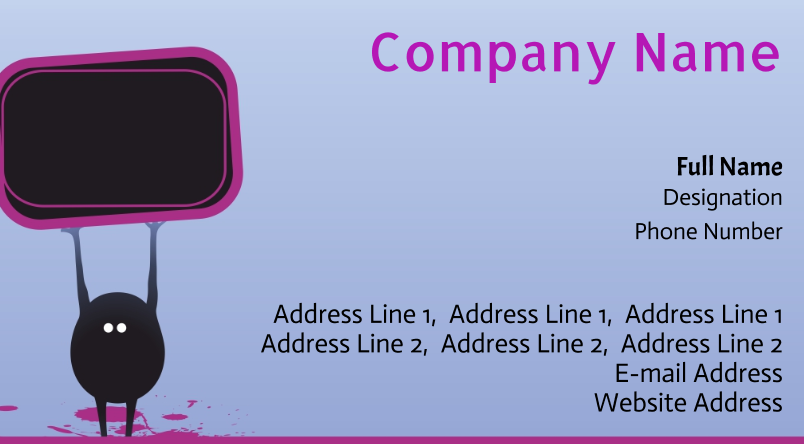 Company Name
Full Name
Designation
Phone Number
Address Line 1, Address Line 1, Address Line 1
Address Line 2, Address Line 2, Address Line 2
E-mail Address
Website Address